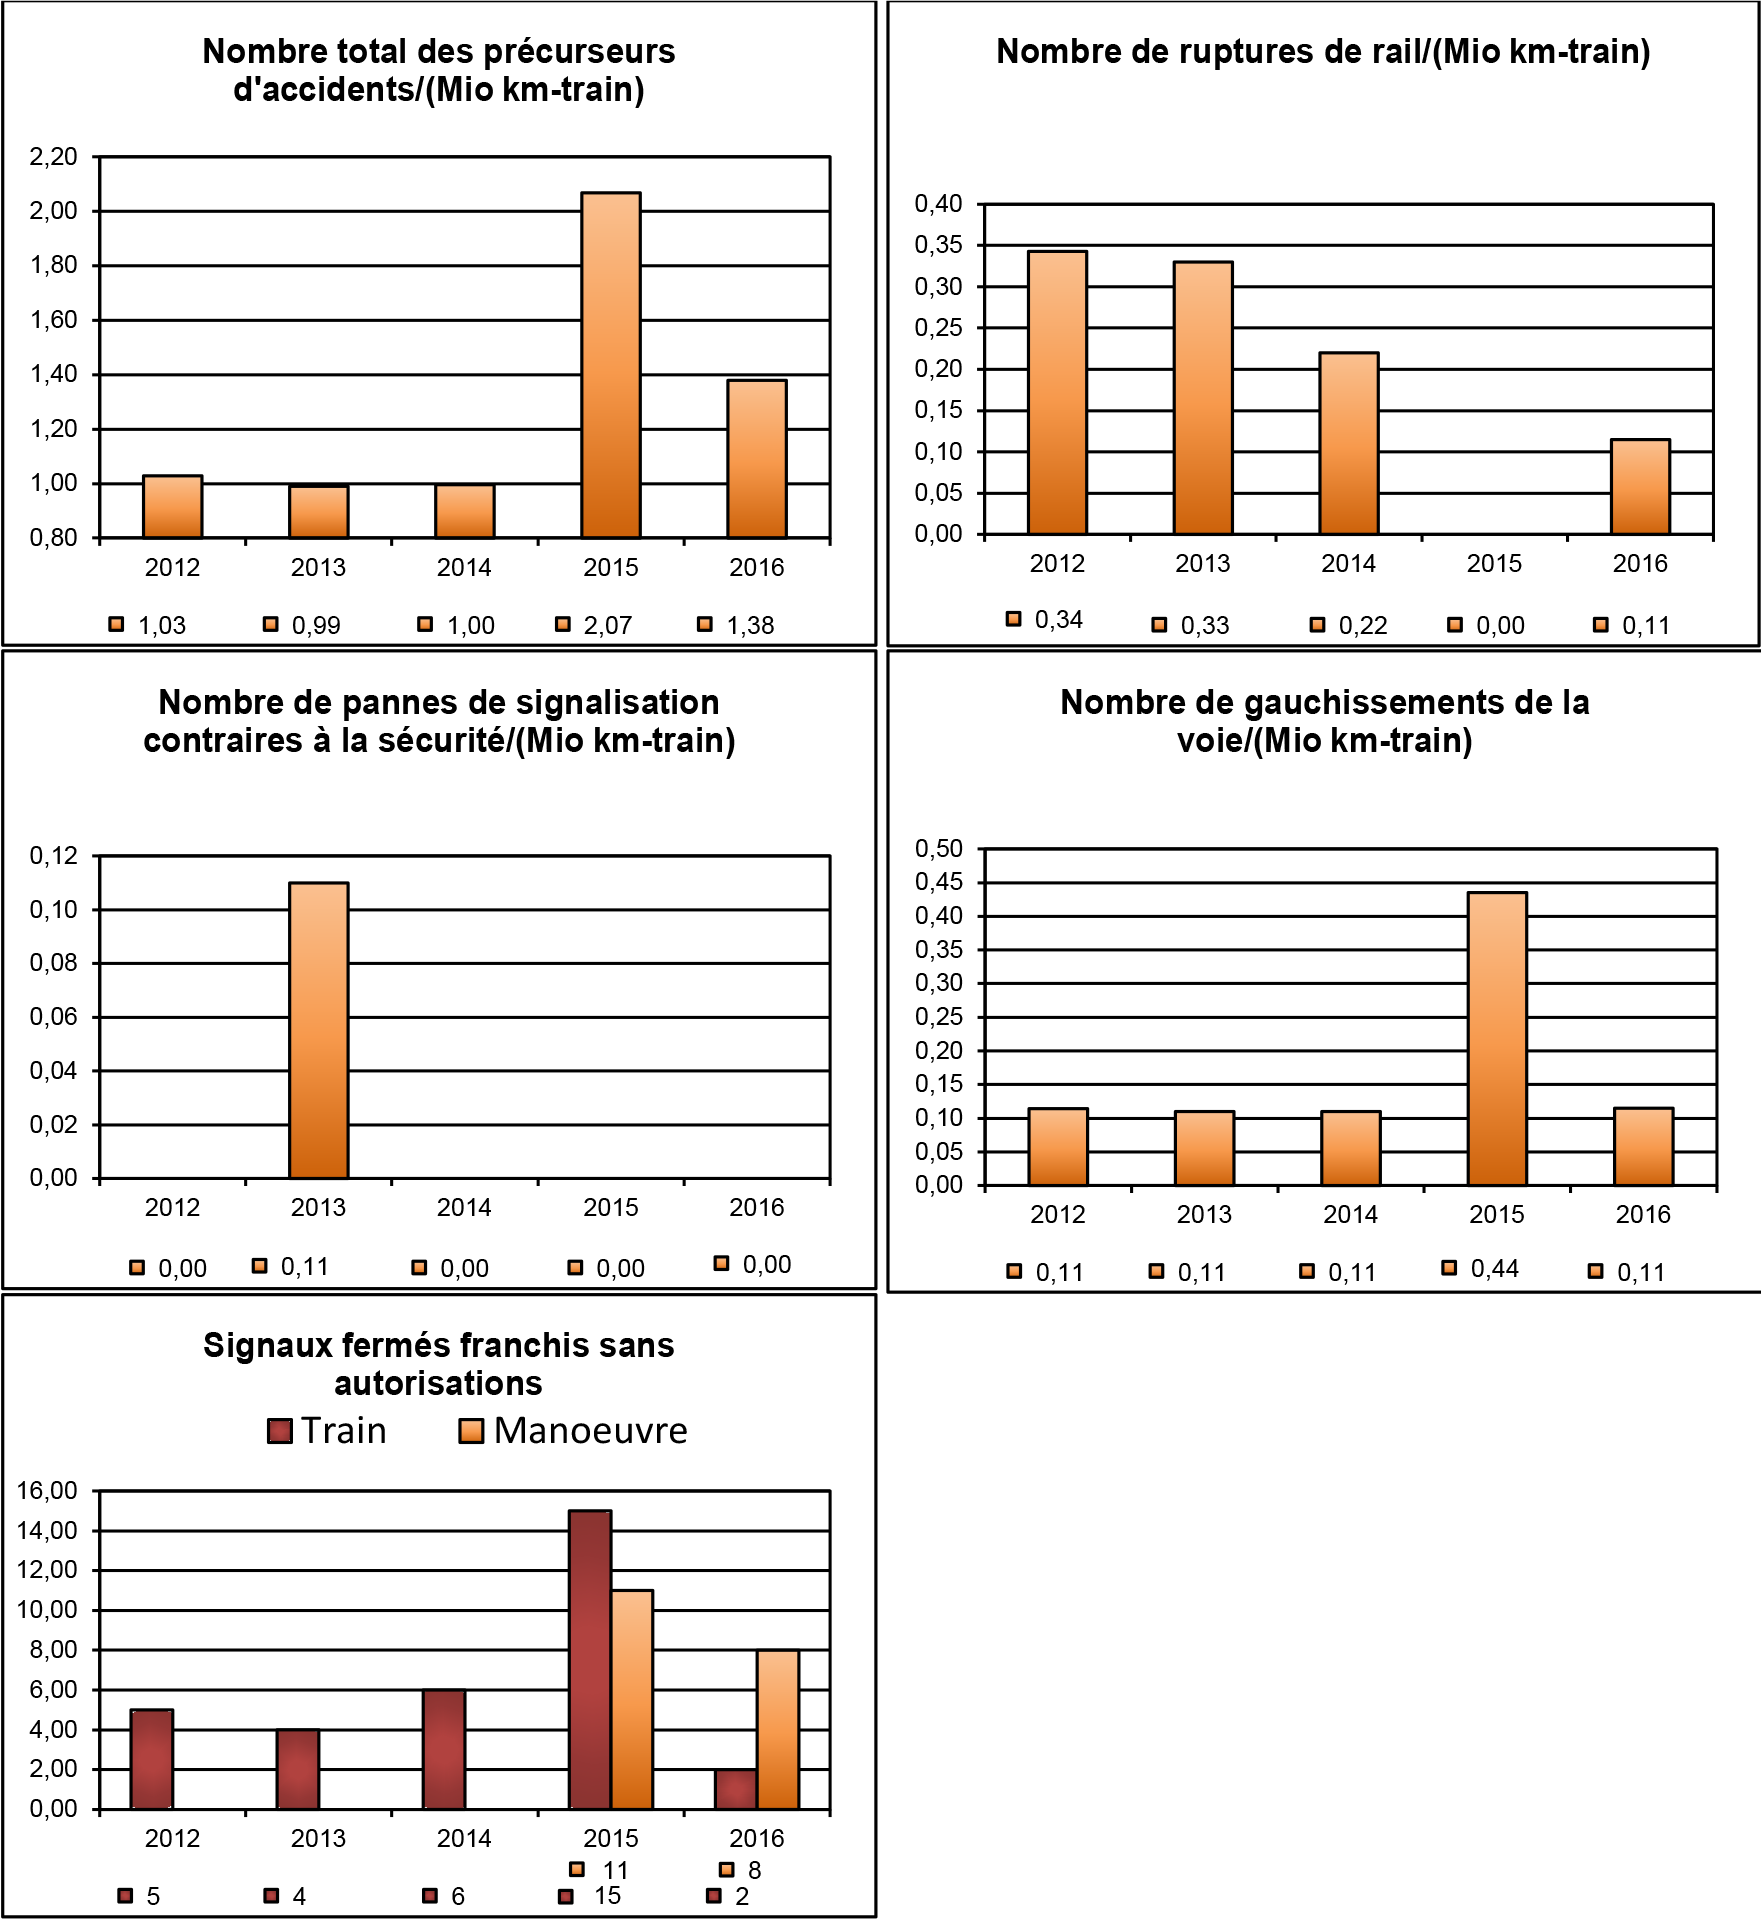 Nombre total des précurseurs
d'accidents/(Mio km-train)
2,20
2,00
1,80
1,60
1,40
1,20
1,00
0,80
2012 2013 2014 2015 2016
1,03 0,99 1,00 2,07 1,38
Nombre de ruptures de rail/(Mio km-train)
0,40
0,35
0,30
0,25
0,20
0,15
0,10
0,05
0,00
2012 2013 2014 2015 2016
0,34 0,33 0,22 0,00 0,11
Nombre de pannes de signalisation
contraires à la sécurité/(Mio km-train)
0,12
0,10
0,08
0,06
0,04
0,02
0,00
2012 2013 2014 2015 2016
0,00 0,11 0,00 0,00 0,00
Nombre de gauchissements de la
voie/(Mio km-train)
0,50
0,45
0,40
0,35
0,30
0,25
0,20
0,15
0,10
0,05
0,00
2012 2013 2014 2015 2016
0,11 0,11 0,11 0,44 0,11
Signaux fermés franchis sans
autorisations
Train Manoeuvre
16,00
14,00
12,00
10,00
8,00
6,00
4,00
2,00
0,00
2012 2013 2014 2015 2016
11 8
5 4 6 15 2